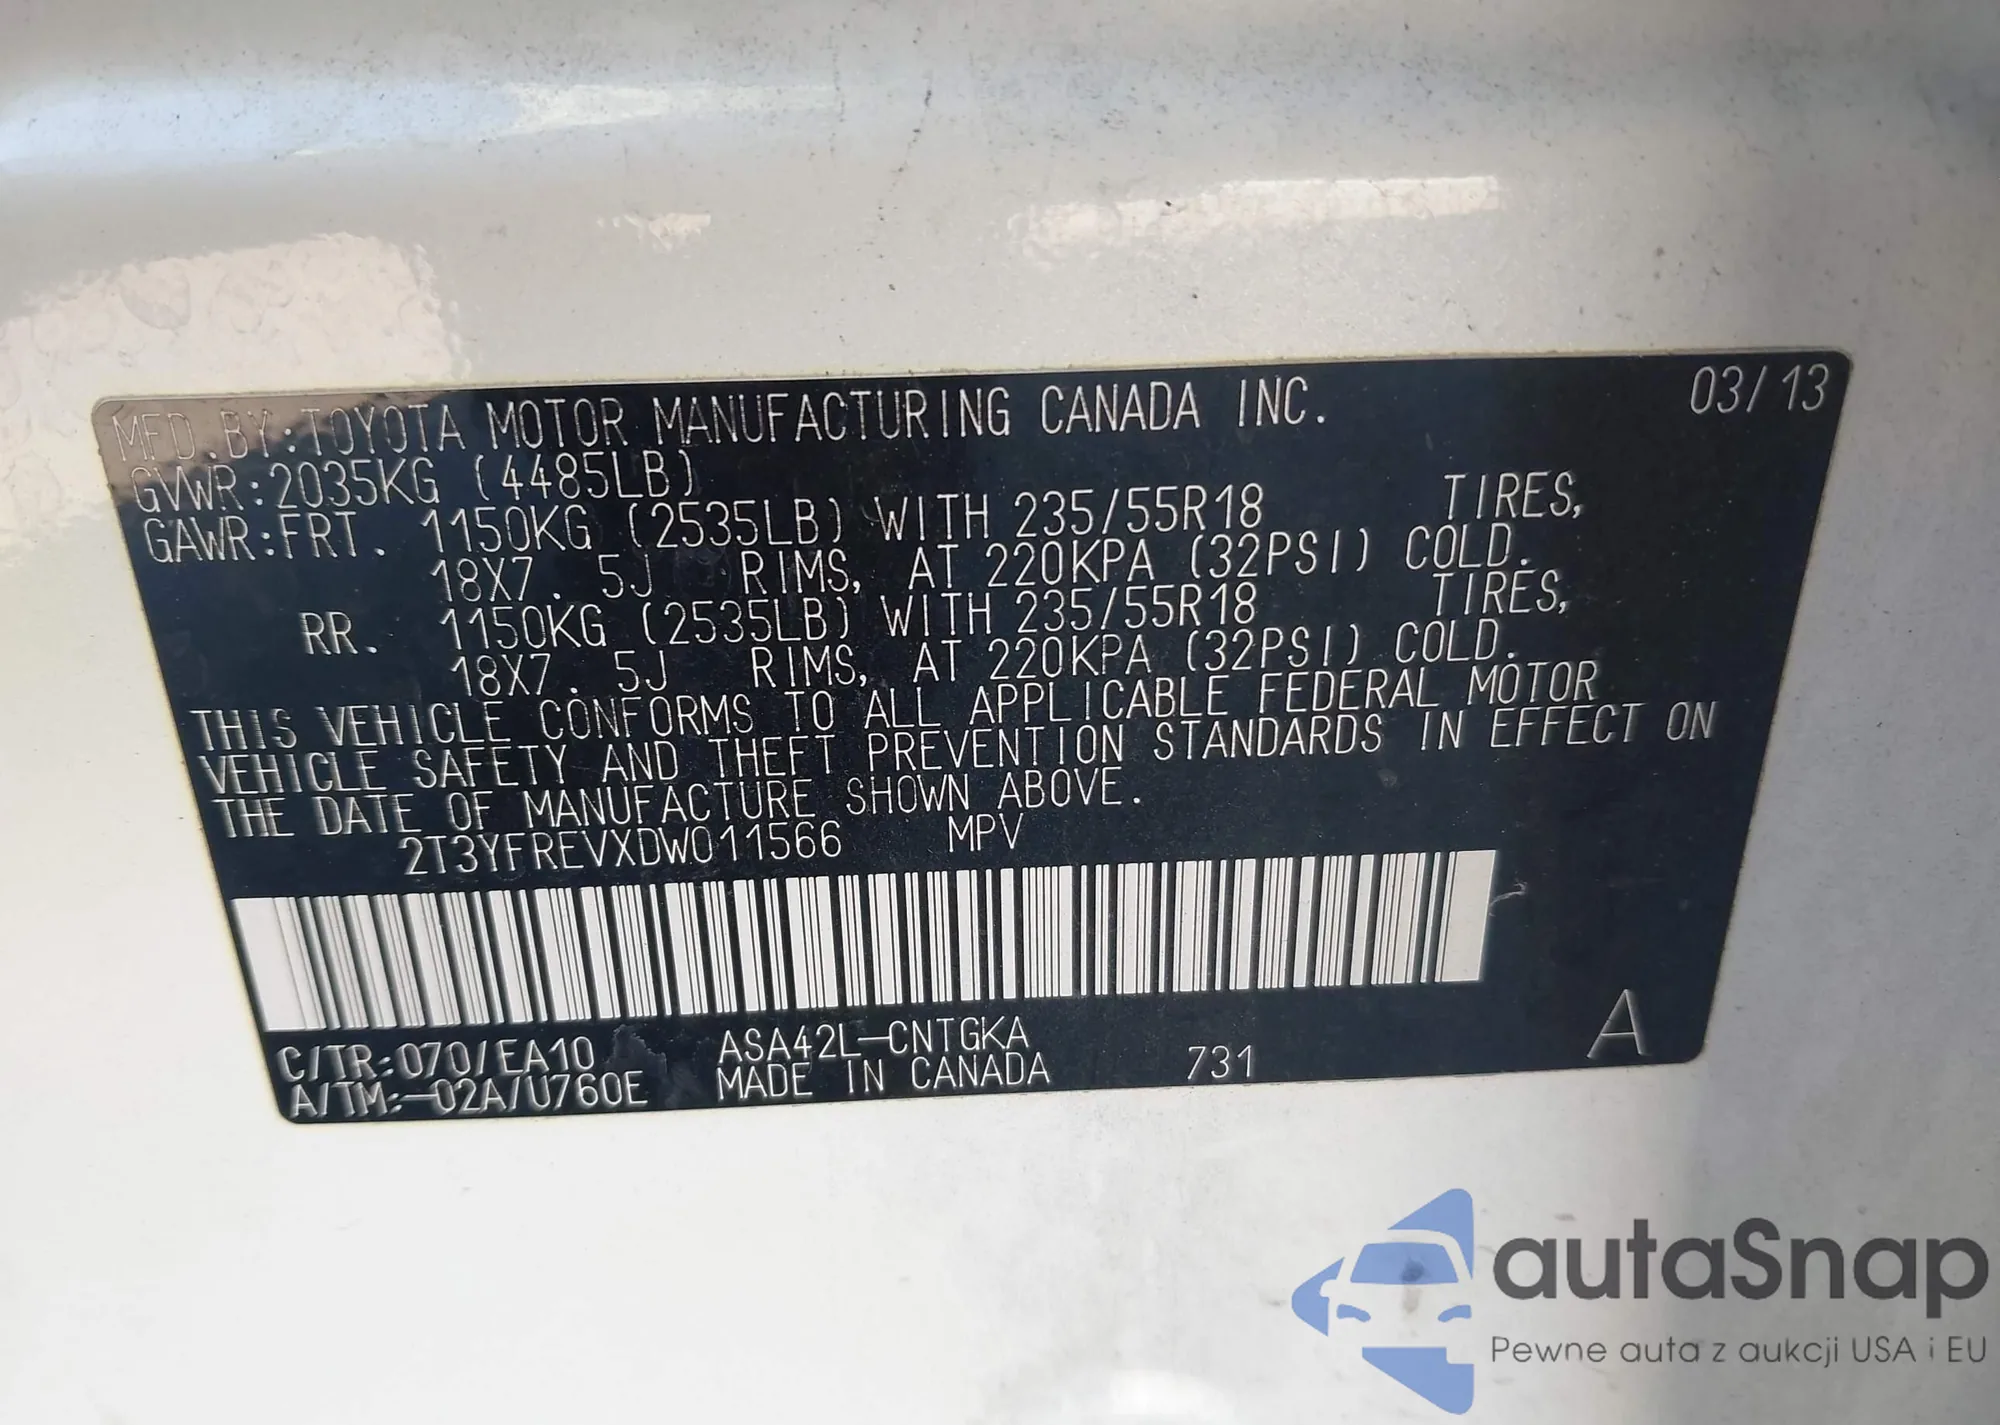 MFD. BY: TOYOTA MOTOR MANUFACTURING CANADA INC. 03/13
GVWR: 2035KG (4485LB)
GAWR: FRT. 1150KG (2535LB) WITH 235/55R18 TIRES,
18X7. 5J RIMS, AT 220KPA (32PSI) COLD.
RR. 1150KG (2535LB) WITH 235/55R18 TIRES,
18X7. 5J RIMS, AT 220KPA (32PSI) COLD.
THIS VEHICLE CONFORMS TO ALL APPLICABLE FEDERAL MOTOR
VEHICLE SAFETY AND THEFT PREVENTION STANDARDS IN EFFECT ON
THE DATE OF MANUFACTURE SHOWN ABOVE.
2T3YFREVXDW011566 MPV
C/TR: 070/EA10 ASA42L-CNTGKA
A/TM: -02A/U760E MADE IN CANADA 731 A
autaSnap
Pewne auta z aukcji USA i EU